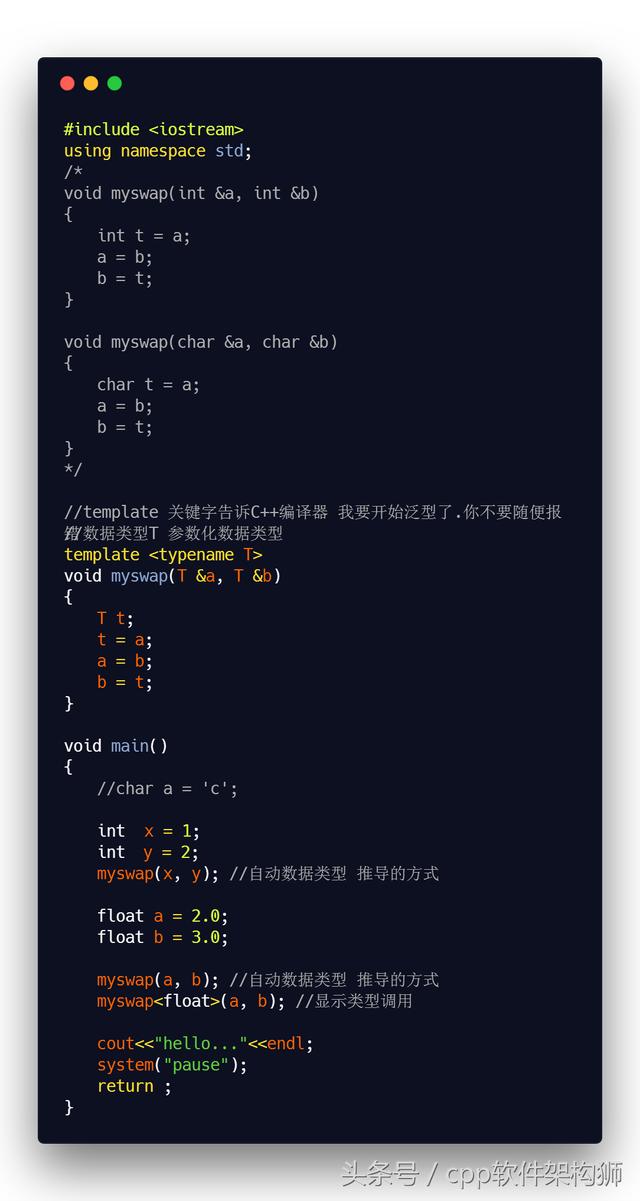 #include <iostream>
using namespace std;
/*
void myswap(int &a, int &b)
{
    int t = a;
    a = b;
    b = t;
}

void myswap(char &a, char &b)
{
    char t = a;
    a = b;
    b = t;
}
*/

//template 关键字告诉C++编译器 我要开始泛型了.你不要随便报
数据类型T 参数化数据类型
template <typename T>
void myswap(T &a, T &b)
{
    T t;
    t = a;
    a = b;
    b = t;
}

void main()
{
    //char a = 'c';

    int  x = 1;
    int  y = 2;
    myswap(x, y); //自动数据类型 推导的方式

    float a = 2.0;
    float b = 3.0;

    myswap(a, b); //自动数据类型 推导的方式
    myswap<float>(a, b); //显示类型调用

    cout<<"hello..."<<endl;
    system("pause");
    return ;
}
头条号 / cpp软件架构狮